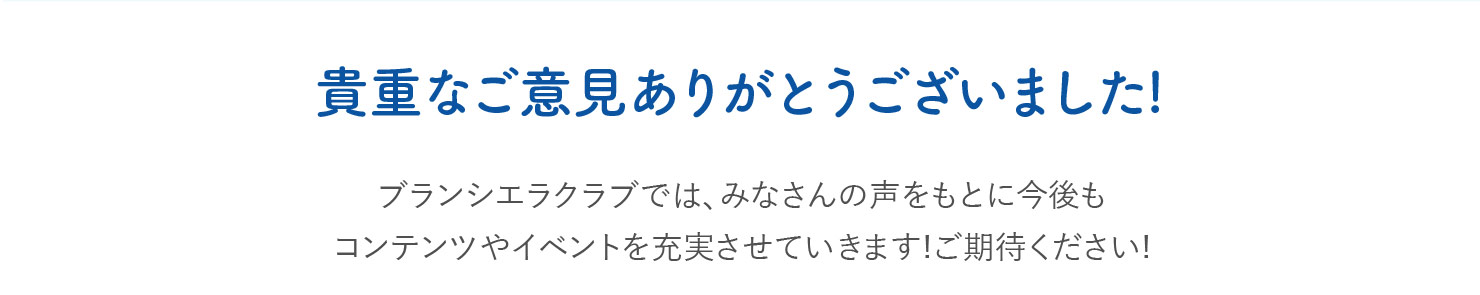 貴重なご意見ありがとうございました!
ブランシエラクラブでは、みなさんの声をもとに今後も
コンテンツやイベントを充実させていきます!ご期待ください!